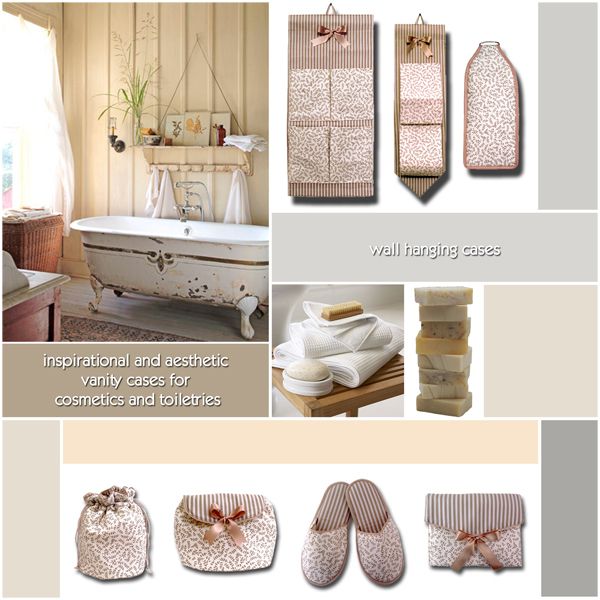 wall hanging cases
inspirational and aesthetic
vanity cases for
cosmetics and toiletries